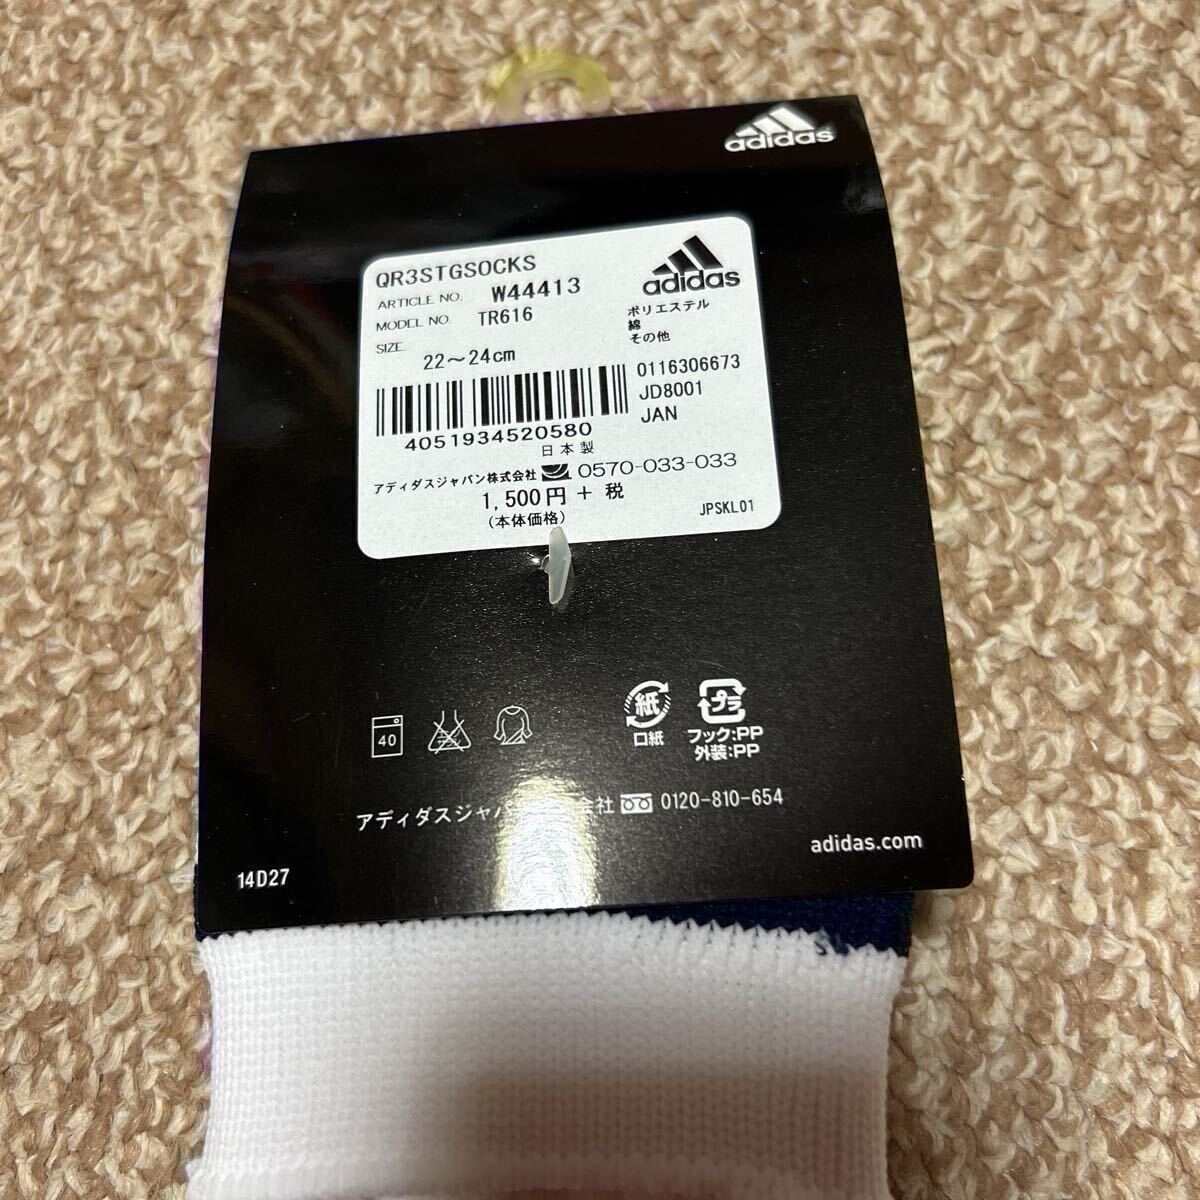 adidas
QR3STGSOCKS
adidas
ARTICLE NO. W44413
MODEL NO. TR616
SIZE.
22～24cm
ポリエステル
綿
その他
0116306673
JD8001
JAN
4051934520580
日本製
アディダスジャパン株式会社 0570-033-033
1,500円 + 税
(本体価格)
JPSKL01
40
紙
口紙
プラ
フック:PP
外装:PP
アディダスジャパ 会社 0120-810-654
adidas.com
14D27